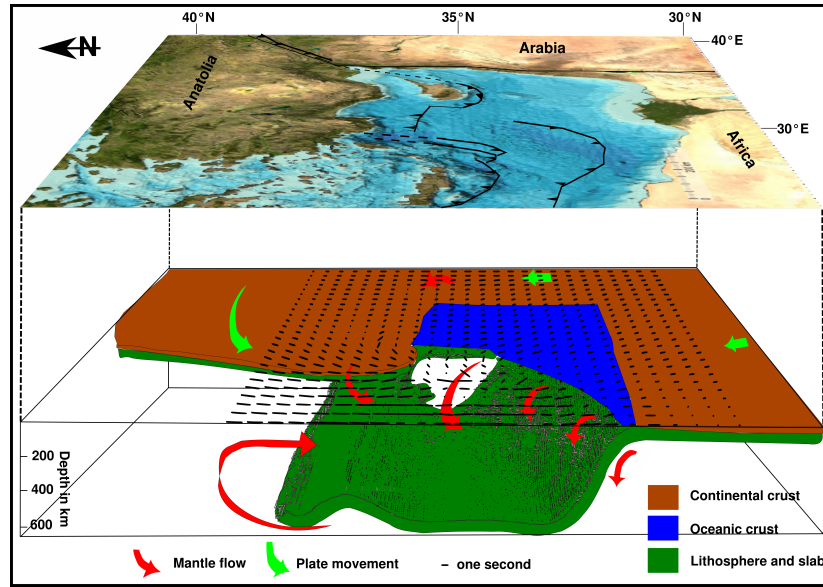 40°N
35°N
30°N
N
Arabia
40°E
Anatolia
30°E
Africa
200
400
600
Depth in km
Continental crust
Oceanic crust
Lithosphere and slab
Mantle flow
Plate movement
one second